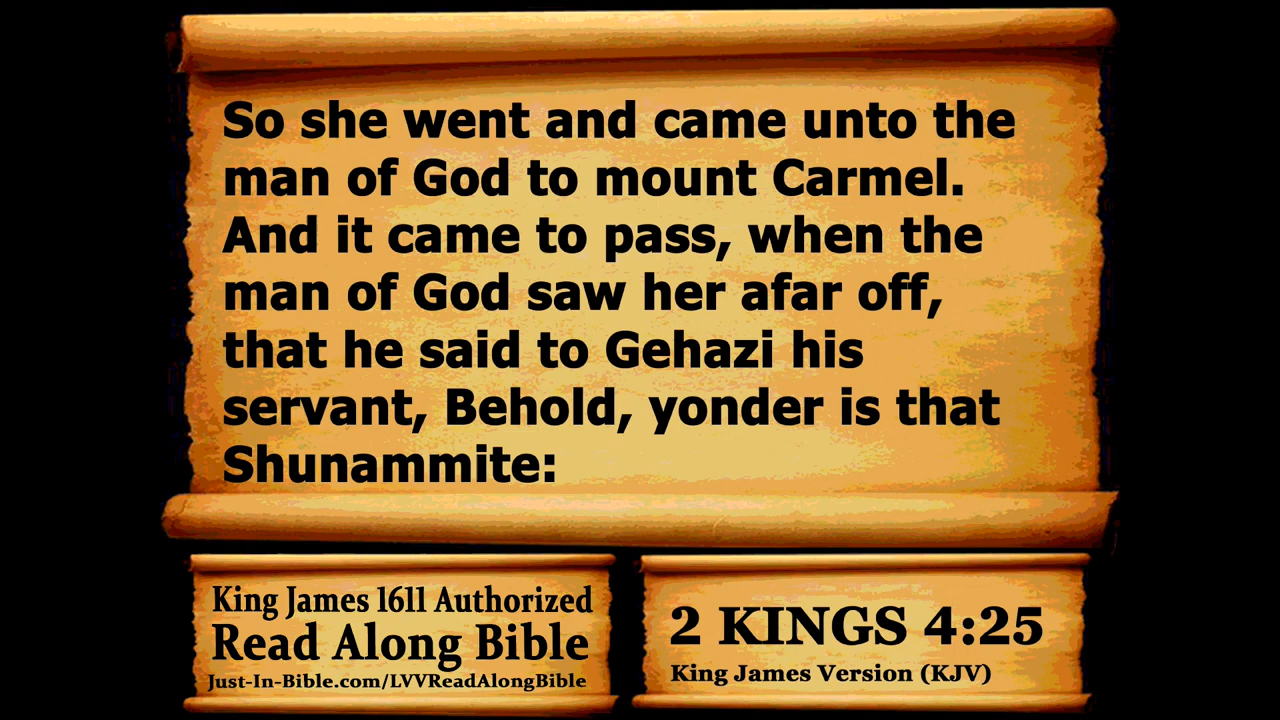 So she went and came unto the
man of God to mount Carmel.
And it came to pass, when the
man of God saw her afar off,
that he said to Gehazi his
servant, Behold, yonder is that
Shunammite:
King James 1611 Authorized
Read Along Bible
Just-In-Bible.com/LVVReadAlongBible
2 KINGS 4:25
King James Version (KJV)